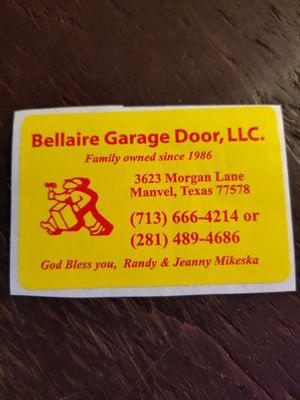 Bellaire Garage Door, LLC.
Family owned since 1986
3623 Morgan Lane
Manvel, Texas 77578
(713) 666-4214 or
(281) 489-4686
God Bless you, Randy & Jeanny Mikeska